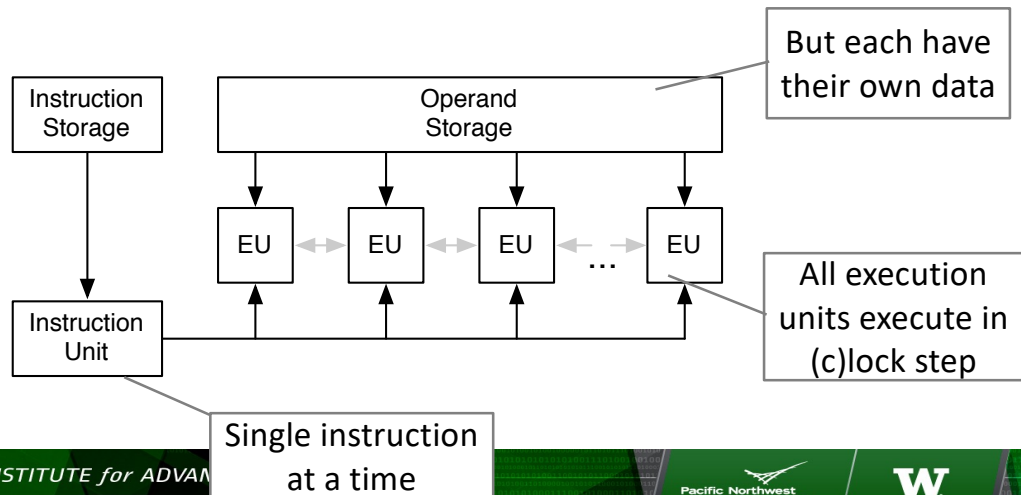 But each have
their own data
Instruction
Storage
Operand
Storage
EU
EU
EU
...
EU
Instruction
Unit
All execution
units execute in
(c)lock step
Single instruction
at a time
STITUTE for ADVAN
Pacific Northwest
W